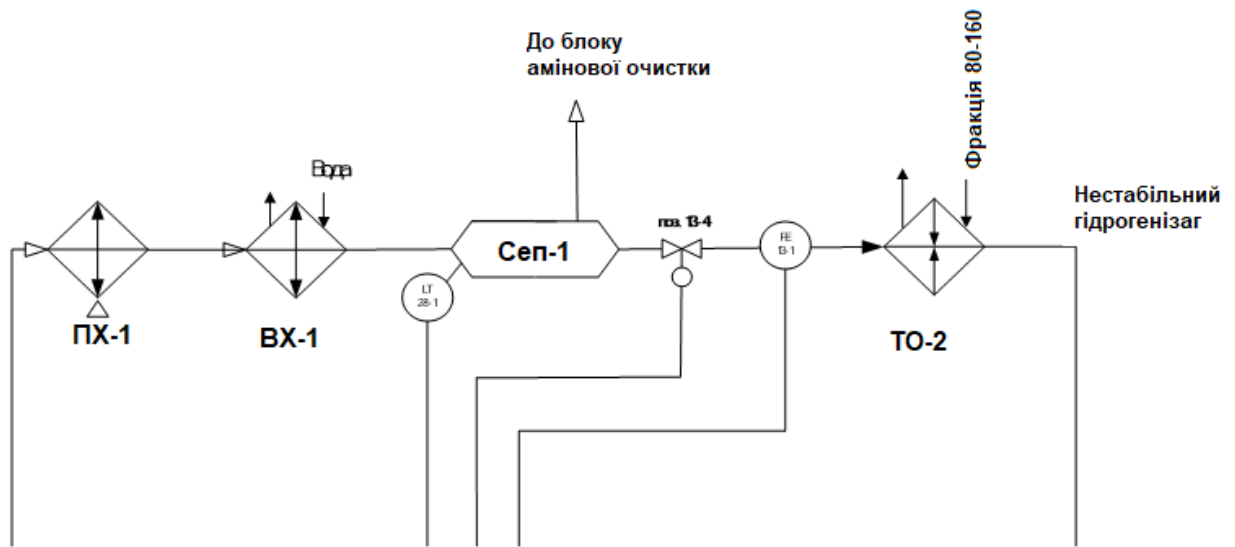 До блоку
амінової очистки
Фракція 80-160
Вода
Нестабільний
гідрогенізаг
поз. 13-4
Сеп-1
FE
13-1
LT
28-1
ПХ-1
ВХ-1
ТО-2